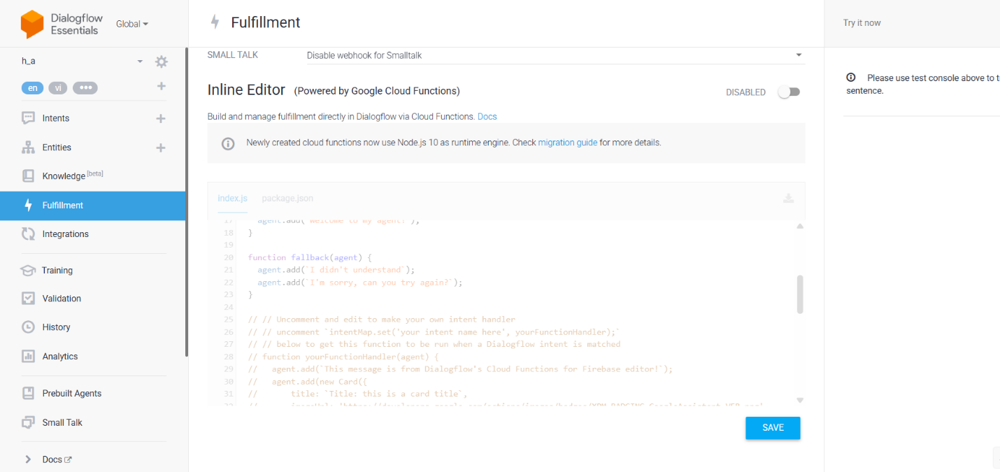 Dialogflow
Essentials
Global
Fulfillment
Try it now
h_a
en
vi
Intents
Entities
Knowledge [beta]
Fulfillment
Integrations
Training
Validation
History
Analytics
Prebuilt Agents
Small Talk
Docs
SMALL TALK
Disable webhook for Smalltalk
Inline Editor (Powered by Google Cloud Functions)
DISABLED
Build and manage fulfillment directly in Dialogflow via Cloud Functions. Docs
Newly created cloud functions now use Node.js 10 as runtime engine. Check migration guide for more details.
index.js
package.json
17 agent.add(`Welcome to my agent!`);
18 }
19
20 function fallback(agent) {
21 agent.add(`I didn't understand`);
22 agent.add(`I'm sorry, can you try again?`);
23 }
24
25 // // Uncomment and edit to make your own intent handler
26 // // uncomment `intentMap.set('your intent name here', yourFunctionHandler);`
27 // // below to get this function to be run when a Dialogflow intent is matched
28 // function yourFunctionHandler(agent) {
29 // agent.add(`This message is from Dialogflow's Cloud Functions for Firebase editor!`);
30 // agent.add(new Card({
31 // title: `Title: this is a card title`,
SAVE
Please use test console above to
sentence.